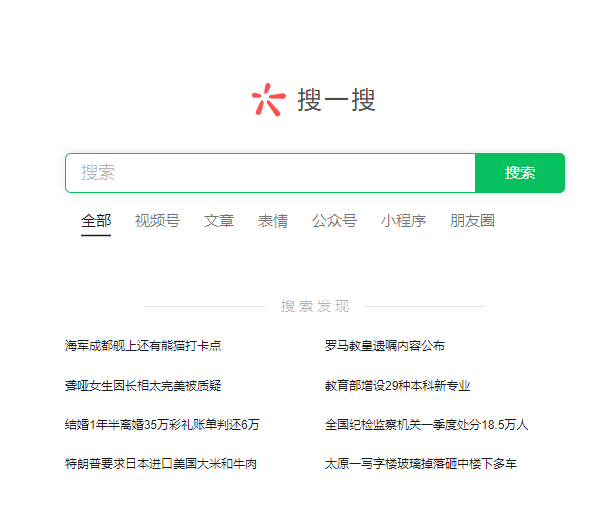 搜一搜
搜索 搜索
全部 视频号 文章 表情 公众号 小程序 朋友圈
搜索发现
海军成都舰上还有熊猫打卡点 罗马教皇遗嘱内容公布
聋哑女生因长相太完美被质疑 教育部增设29种本科新专业
结婚1年半离婚35万彩礼账单判还6万 全国纪检监察机关一季度处分18.5万人
特朗普要求日本进口美国大米和牛肉 太原一写字楼玻璃掉落砸中楼下多车